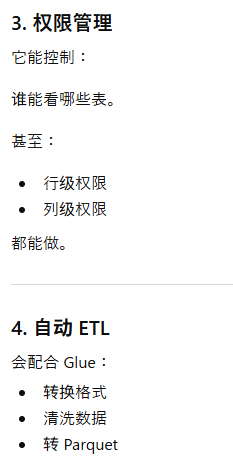 3. 权限管理
它能控制：
谁能看哪些表。
甚至：
• 行级权限
• 列级权限
都能做。
4. 自动 ETL
会配合 Glue：
• 转换格式
• 清洗数据
• 转 Parquet